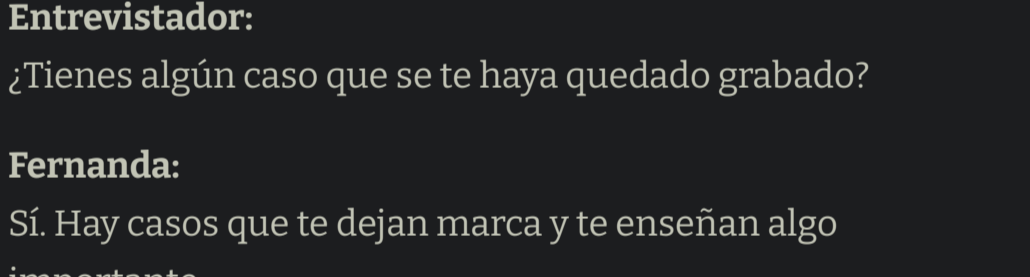 Entrevistador:
¿Tienes algún caso que se te haya quedado grabado?
Fernanda:
Sí. Hay casos que te dejan marca y te enseñan algo